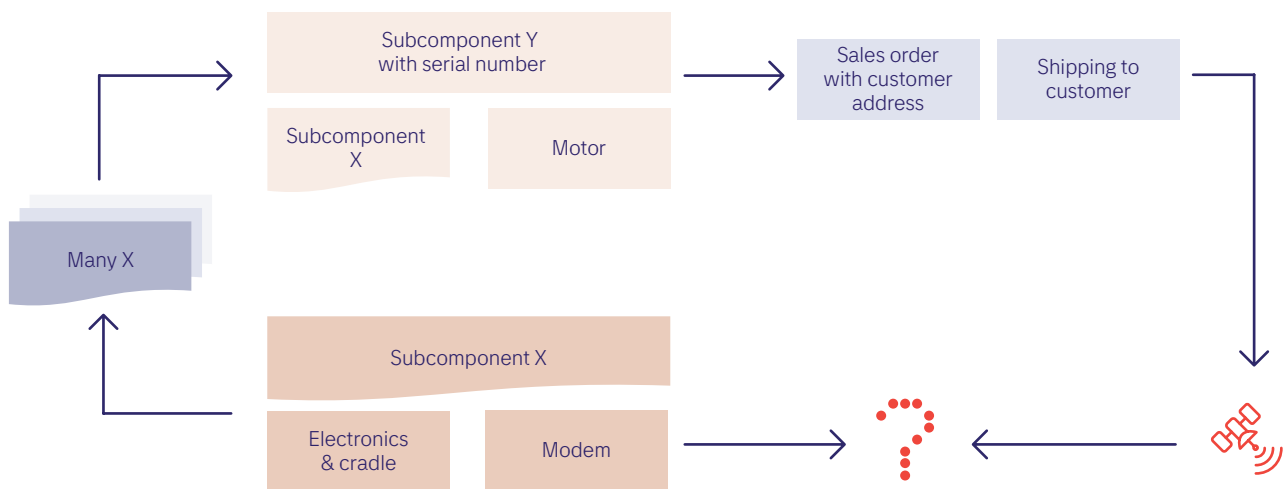 Subcomponent Y
with serial number
Sales order
with customer
address
Shipping to
customer
Subcomponent
X
Motor
Many X
Subcomponent X
Electronics
& cradle
Modem
?